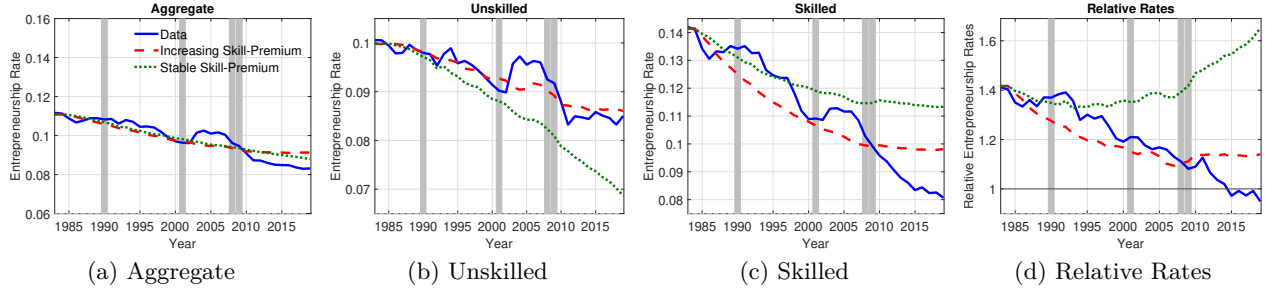 Aggregate
Entrepreneurship Rate
0.16
0.14
0.12
0.1
0.08
0.06
Data
Increasing Skill-Premium
Stable Skill-Premium
1985 1990 1995 2000 2005 2010 2015
Year
(a) Aggregate
Unskilled
Entrepreneurship Rate
0.1
0.09
0.08
0.07
1985 1990 1995 2000 2005 2010 2015
Year
(b) Unskilled
Skilled
Entrepreneurship Rate
0.14
0.13
0.12
0.11
0.1
0.09
0.08
1985 1990 1995 2000 2005 2010 2015
Year
(c) Skilled
Relative Rates
Relative Entrepreneurship Rates
1.6
1.4
1.2
1
1985 1990 1995 2000 2005 2010 2015
Year
(d) Relative Rates